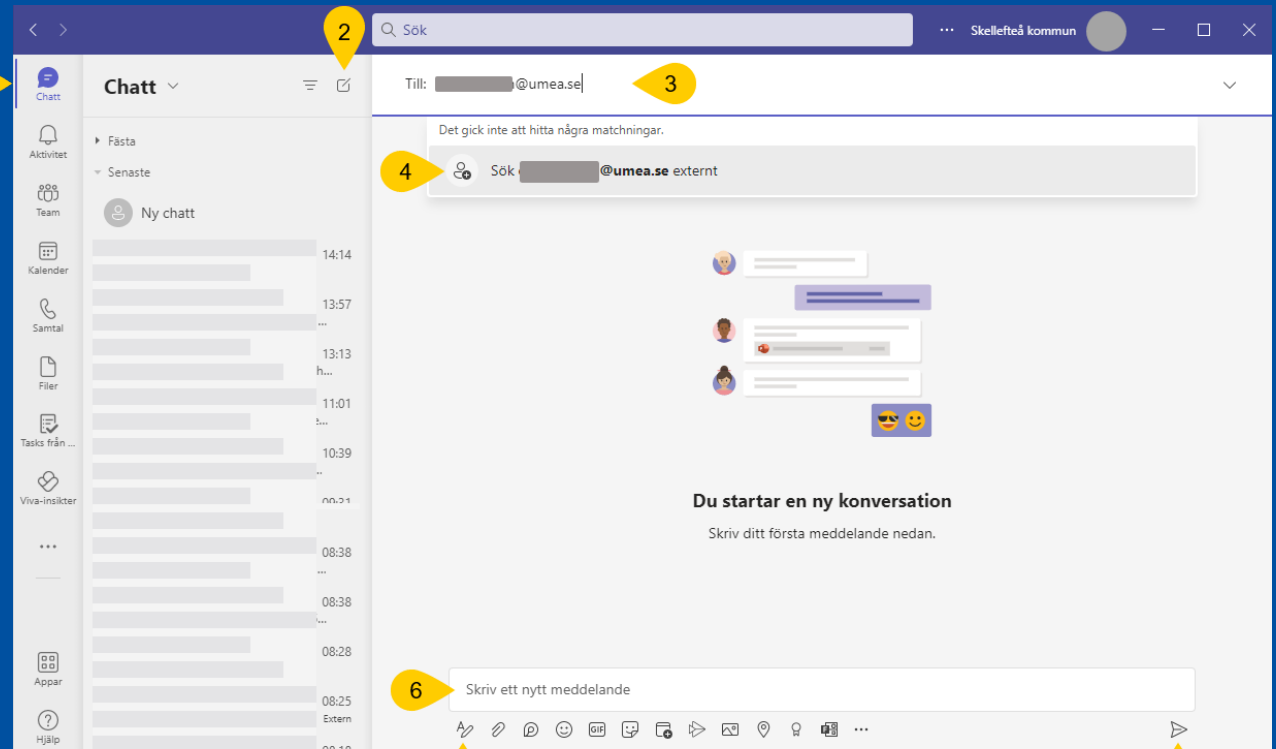 2
Sök
... Skellefteå kommun
Chatt
Chatt
Till: @umea.se
3
Det gick inte att hitta några matchningar.
4
Sök @umea.se externt
Aktivitet
Team
Kalender
Samtal
Filer
Tasks från ...
Viva-insikter
...
Appar
Hjälp
Fästa
Senaste
Ny chatt
14:14
13:57
...
13:13
h...
11:01
...
10:39
..
08:38
...
08:38
...
08:28
08:25
Extern
Du startar en ny konversation
Skriv ditt första meddelande nedan.
6
Skriv ett nytt meddelande
GIF
...